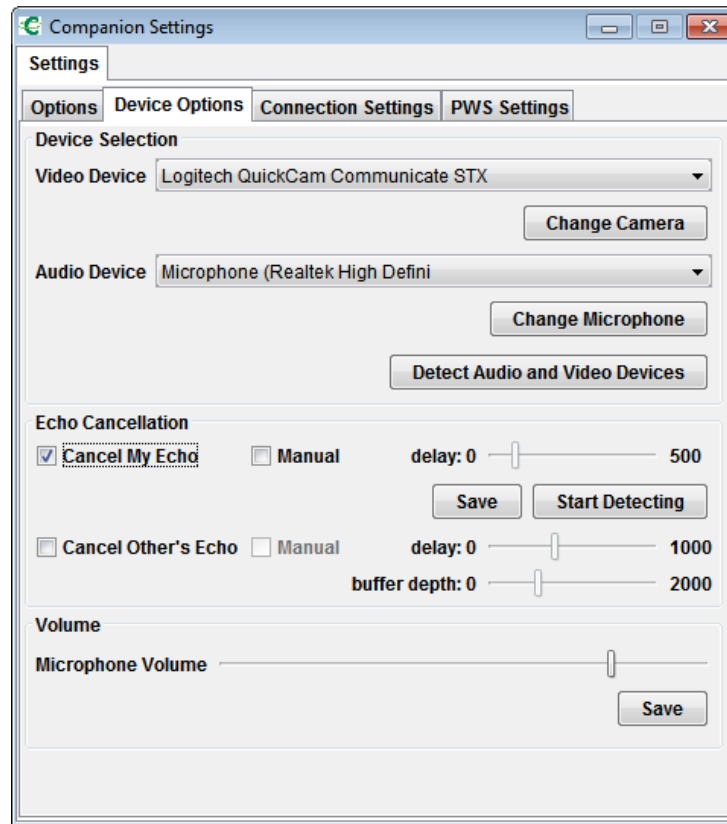 Companion Settings
Settings
Options Device Options Connection Settings PWS Settings
Device Selection
Video Device Logitech QuickCam Communicate STX
Change Camera
Audio Device Microphone (Realtek High Defini
Change Microphone
Detect Audio and Video Devices
Echo Cancellation
Cancel My Echo Manual delay: 0 500
Save Start Detecting
Cancel Other's Echo Manual delay: 0 1000
buffer depth: 0 2000
Volume
Microphone Volume
Save